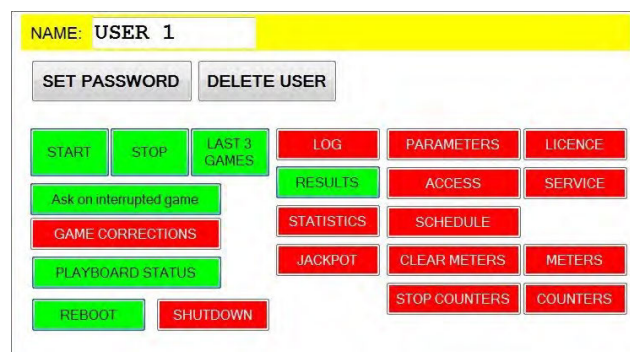 NAME: USER 1
SET PASSWORD DELETE USER
START STOP LAST 3 GAMES LOG PARAMETERS LICENCE
Ask on interrupted game RESULTS ACCESS SERVICE
GAME CORRECTIONS STATISTICS SCHEDULE
PLAYBOARD STATUS JACKPOT CLEAR METERS METERS
REBOOT SHUTDOWN STOP COUNTERS COUNTERS